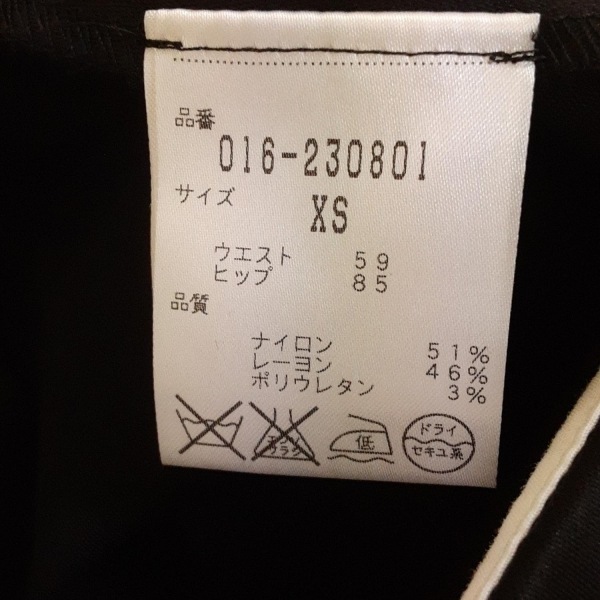 品番
016-230801
サイズ
XS
ウエスト 59
ヒップ 85
品質
ナイロン 51%
レーヨン 46%
ポリウレタン 3%
エンソ
サラシ
低
ドライ
セキユ系